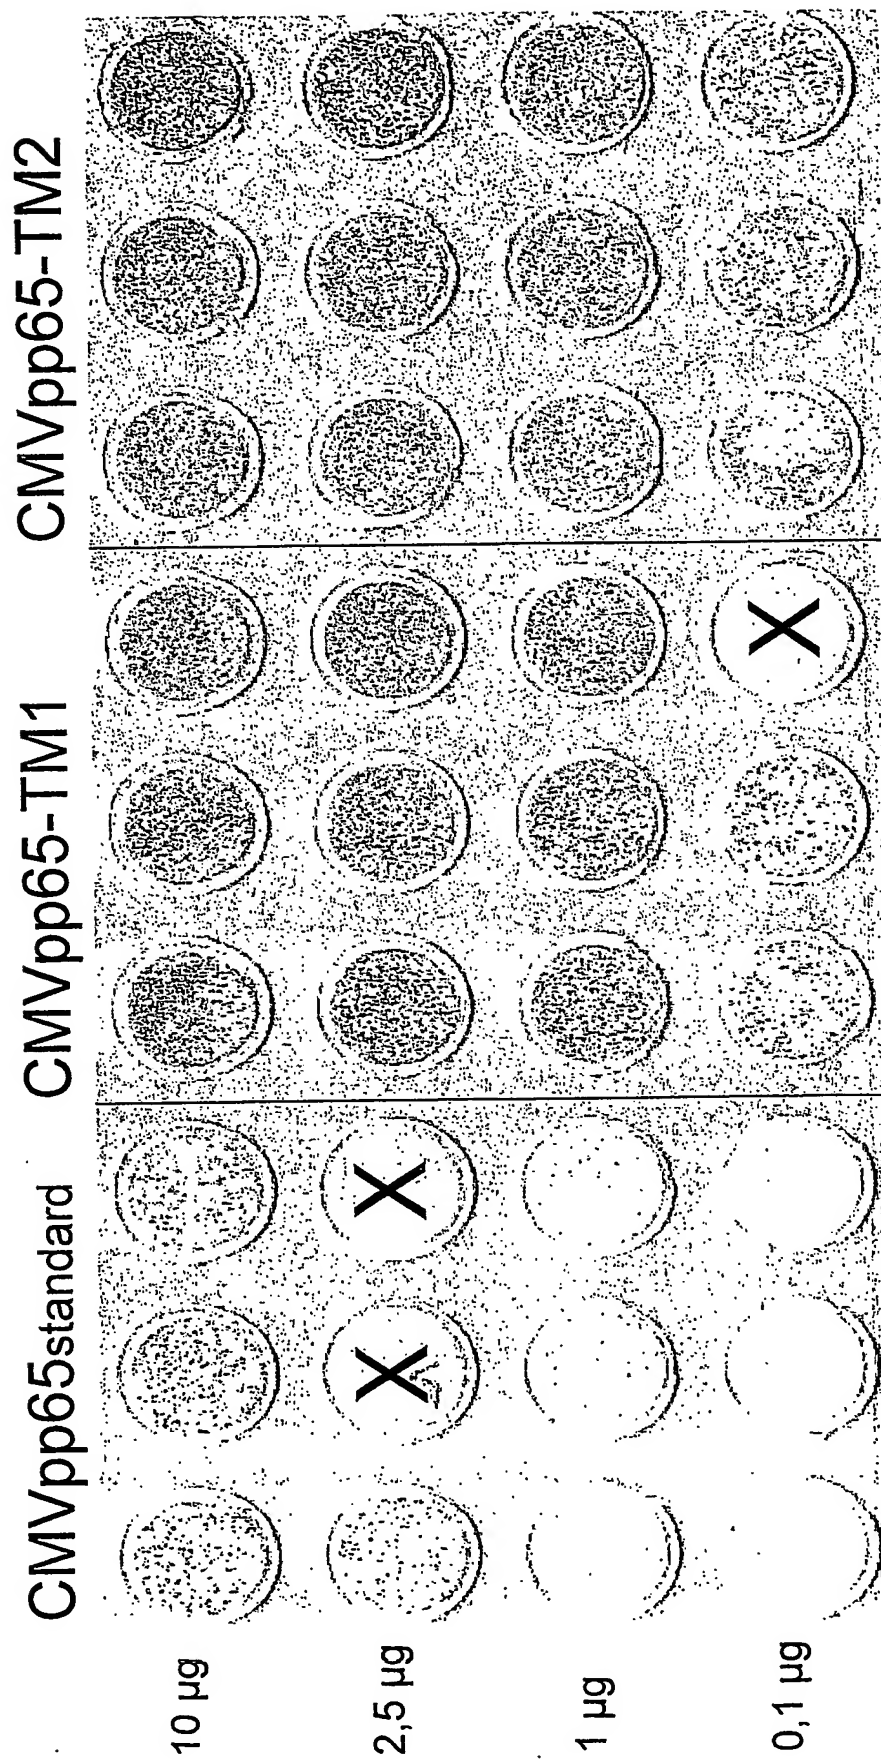 CMVpp65standard
CMVpp65-TM1
CMVpp65-TM2
10 µg
2,5 µg
X
X
1 µg
0,1 µg
X